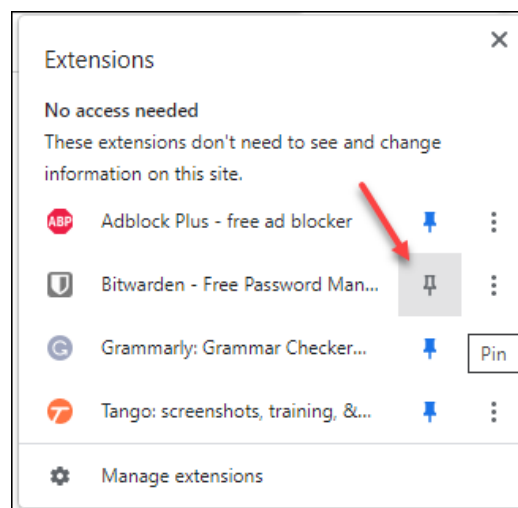 Extensions
No access needed
These extensions don't need to see and change
information on this site.
ABP Adblock Plus - free ad blocker
Bitwarden - Free Password Man...
G Grammarly: Grammar Checker...
Pin
Tango: screenshots, training, &...
Manage extensions